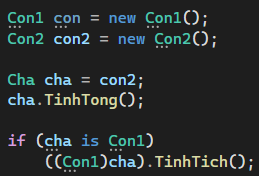 Con1 con = new Con1();
Con2 con2 = new Con2();
Cha cha = con2;
cha.TinhTong();
if (cha is Con1)
((Con1)cha).TinhTich();